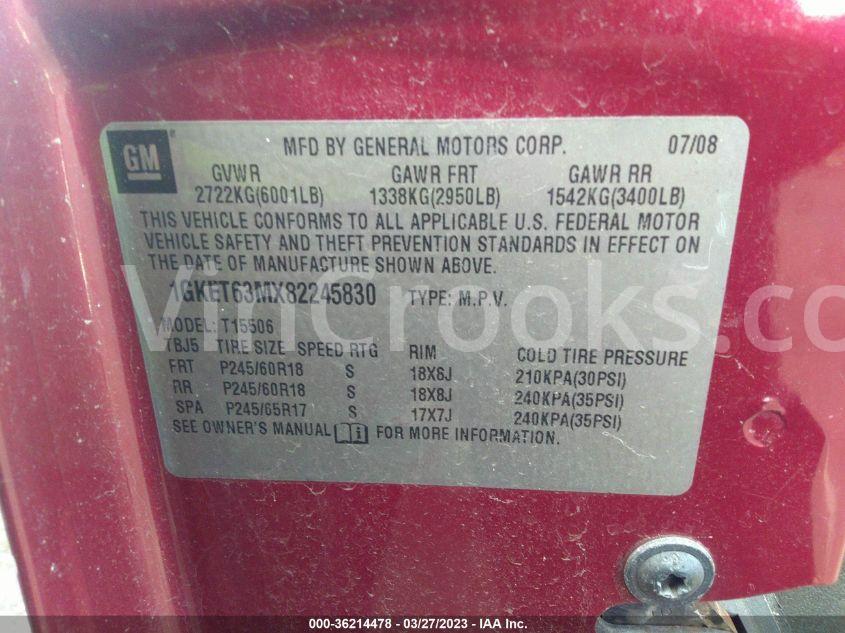 GM
MFD BY GENERAL MOTORS CORP. 07/08
GVWR GAWR FRT GAWR RR
2722KG(6001LB) 1338KG(2950LB) 1542KG(3400LB)
THIS VEHICLE CONFORMS TO ALL APPLICABLE U.S. FEDERAL MOTOR
VEHICLE SAFETY AND THEFT PREVENTION STANDARDS IN EFFECT ON
THE DATE OF MANUFACTURE SHOWN ABOVE.
1GKET63MX82245830 TYPE: M.P.V.
VinCrooks.co
MODEL: T15506
TBJ5 TIRE SIZE SPEED RTG RIM COLD TIRE PRESSURE
FRT P245/60R18 S 18X8J 210KPA(30PSI)
RR P245/60R18 S 18X8J 240KPA(35PSI)
SPA P245/65R17 S 17X7J 240KPA(35PSI)
SEE OWNER'S MANUAL FOR MORE INFORMATION.
000-36214478 - 03/27/2023 - IAA Inc.